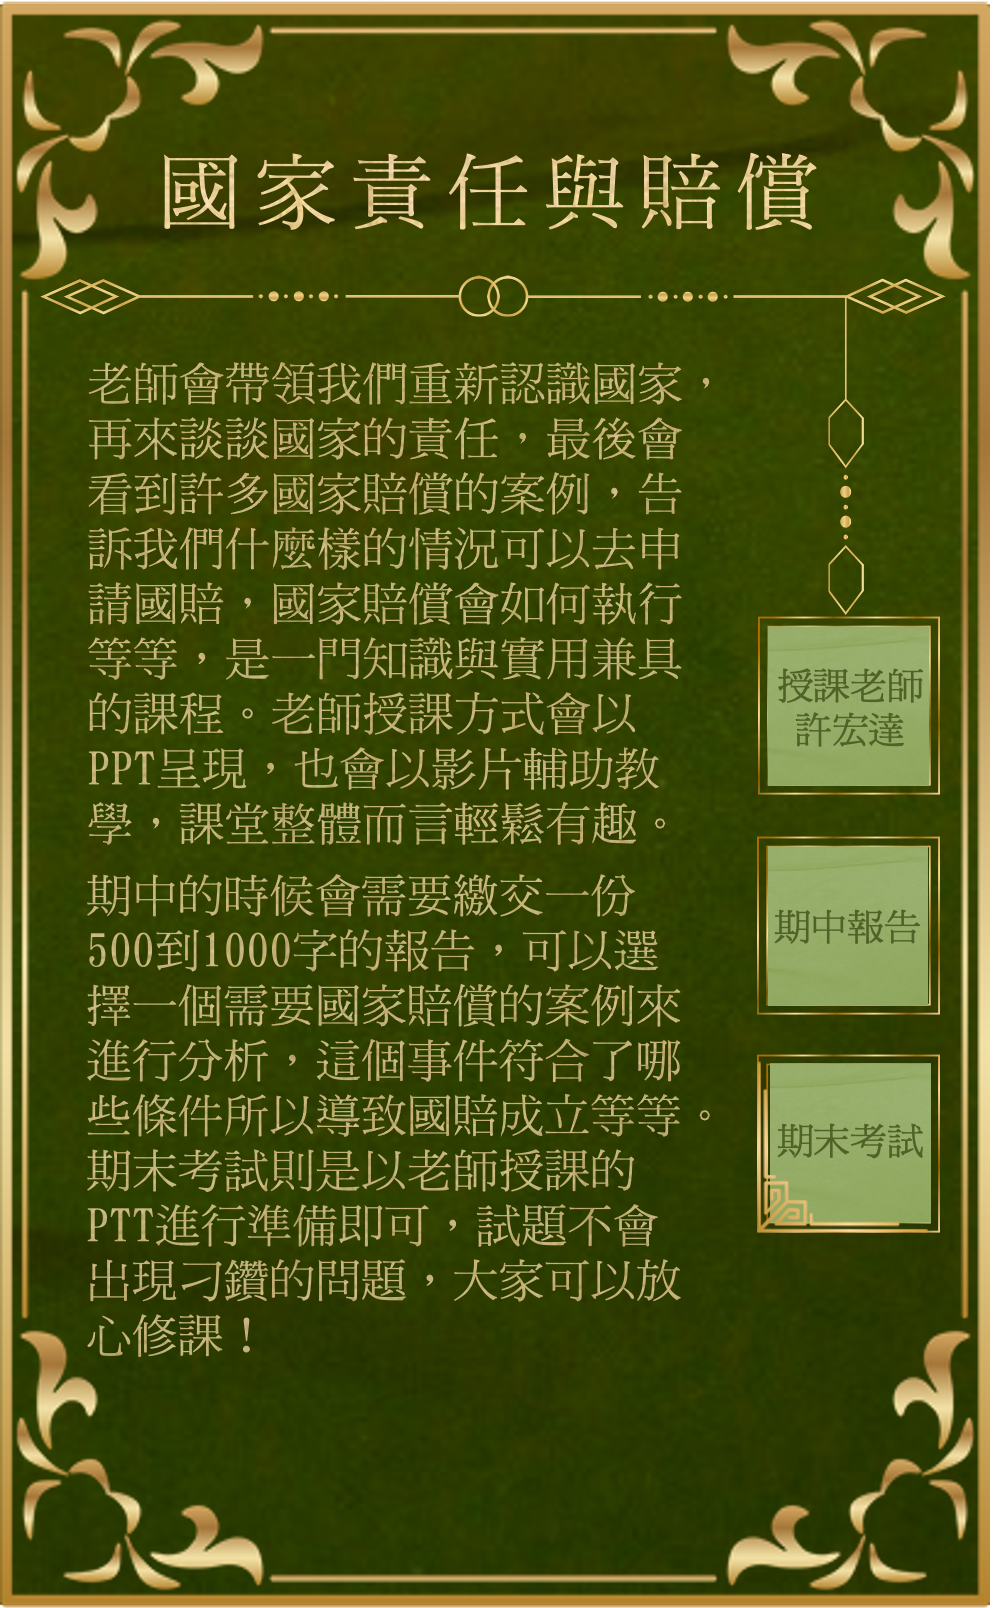 國家責任與賠償
老師會帶領我們重新認識國家，
再來談談國家的責任，最後會
看到許多國家賠償的案例，告
訴我們什麼樣的情況可以去申
請國賠，國家賠償會如何執行
等等，是一門知識與實用兼具
的課程。老師授課方式會以
PPT呈現，也會以影片輔助教
學，課堂整體而言輕鬆有趣。
期中的時候會需要繳交一份
500到1000字的報告，可以選
擇一個需要國家賠償的案例來
進行分析，這個事件符合了哪
些條件所以導致國賠成立等等。
期末考試則是以老師授課的
PTT進行準備即可，試題不會
出現刁鑽的問題，大家可以放
心修課！
授課老師
許宏達
期中報告
期末考試